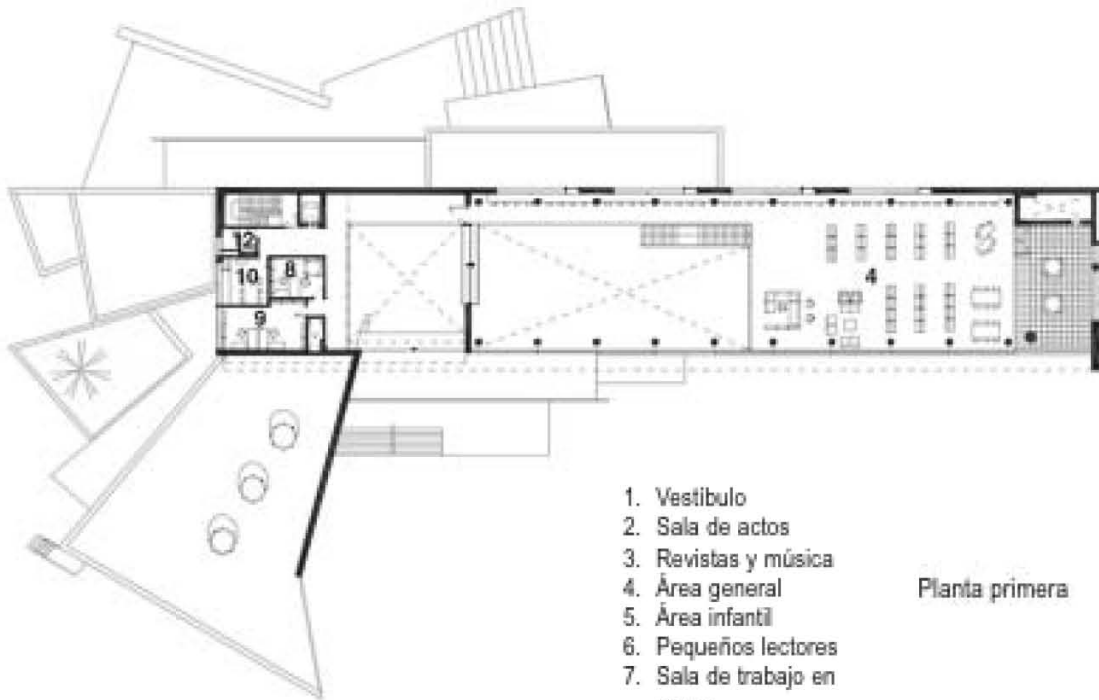 12
10
8
9
4
1. Vestíbulo
2. Sala de actos
3. Revistas y música
4. Área general
5. Área infantil
6. Pequeños lectores
7. Sala de trabajo en
Planta primera